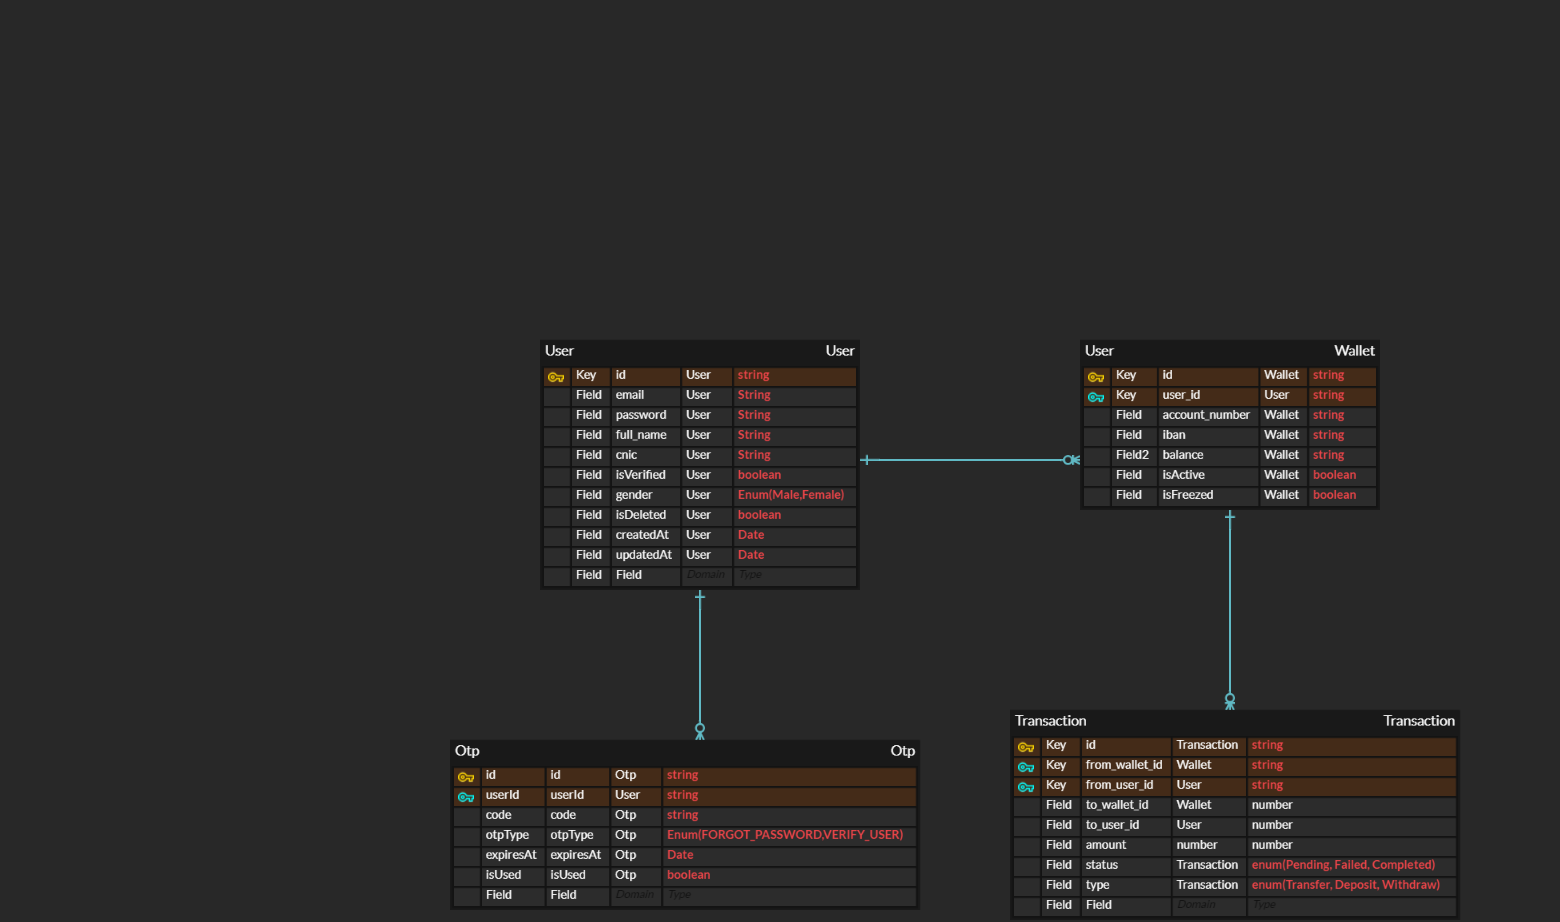 User User
Key id User string
Field email User String
Field password User String
Field full_name User String
Field cnic User String
Field isVerified User boolean
Field gender User Enum(Male,Female)
Field isDeleted User boolean
Field createdAt User Date
Field updatedAt User Date
Field Field Domain Type
User Wallet
Key id Wallet string
Key user_id User string
Field account_number Wallet string
Field iban Wallet string
Field2 balance Wallet string
Field isActive Wallet boolean
Field isFreezed Wallet boolean
Otp Otp
id id Otp string
userId userId User string
code code Otp string
otpType otpType Otp Enum(FORGOT_PASSWORD,VERIFY_USER)
expiresAt expiresAt Otp Date
isUsed isUsed Otp boolean
Field Field Domain Type
Transaction Transaction
Key id Transaction string
Key from_wallet_id Wallet string
Key from_user_id User string
Field to_wallet_id Wallet number
Field to_user_id User number
Field amount number number
Field status Transaction enum(Pending, Failed, Completed)
Field type Transaction enum(Transfer, Deposit, Withdraw)
Field Field Domain Type